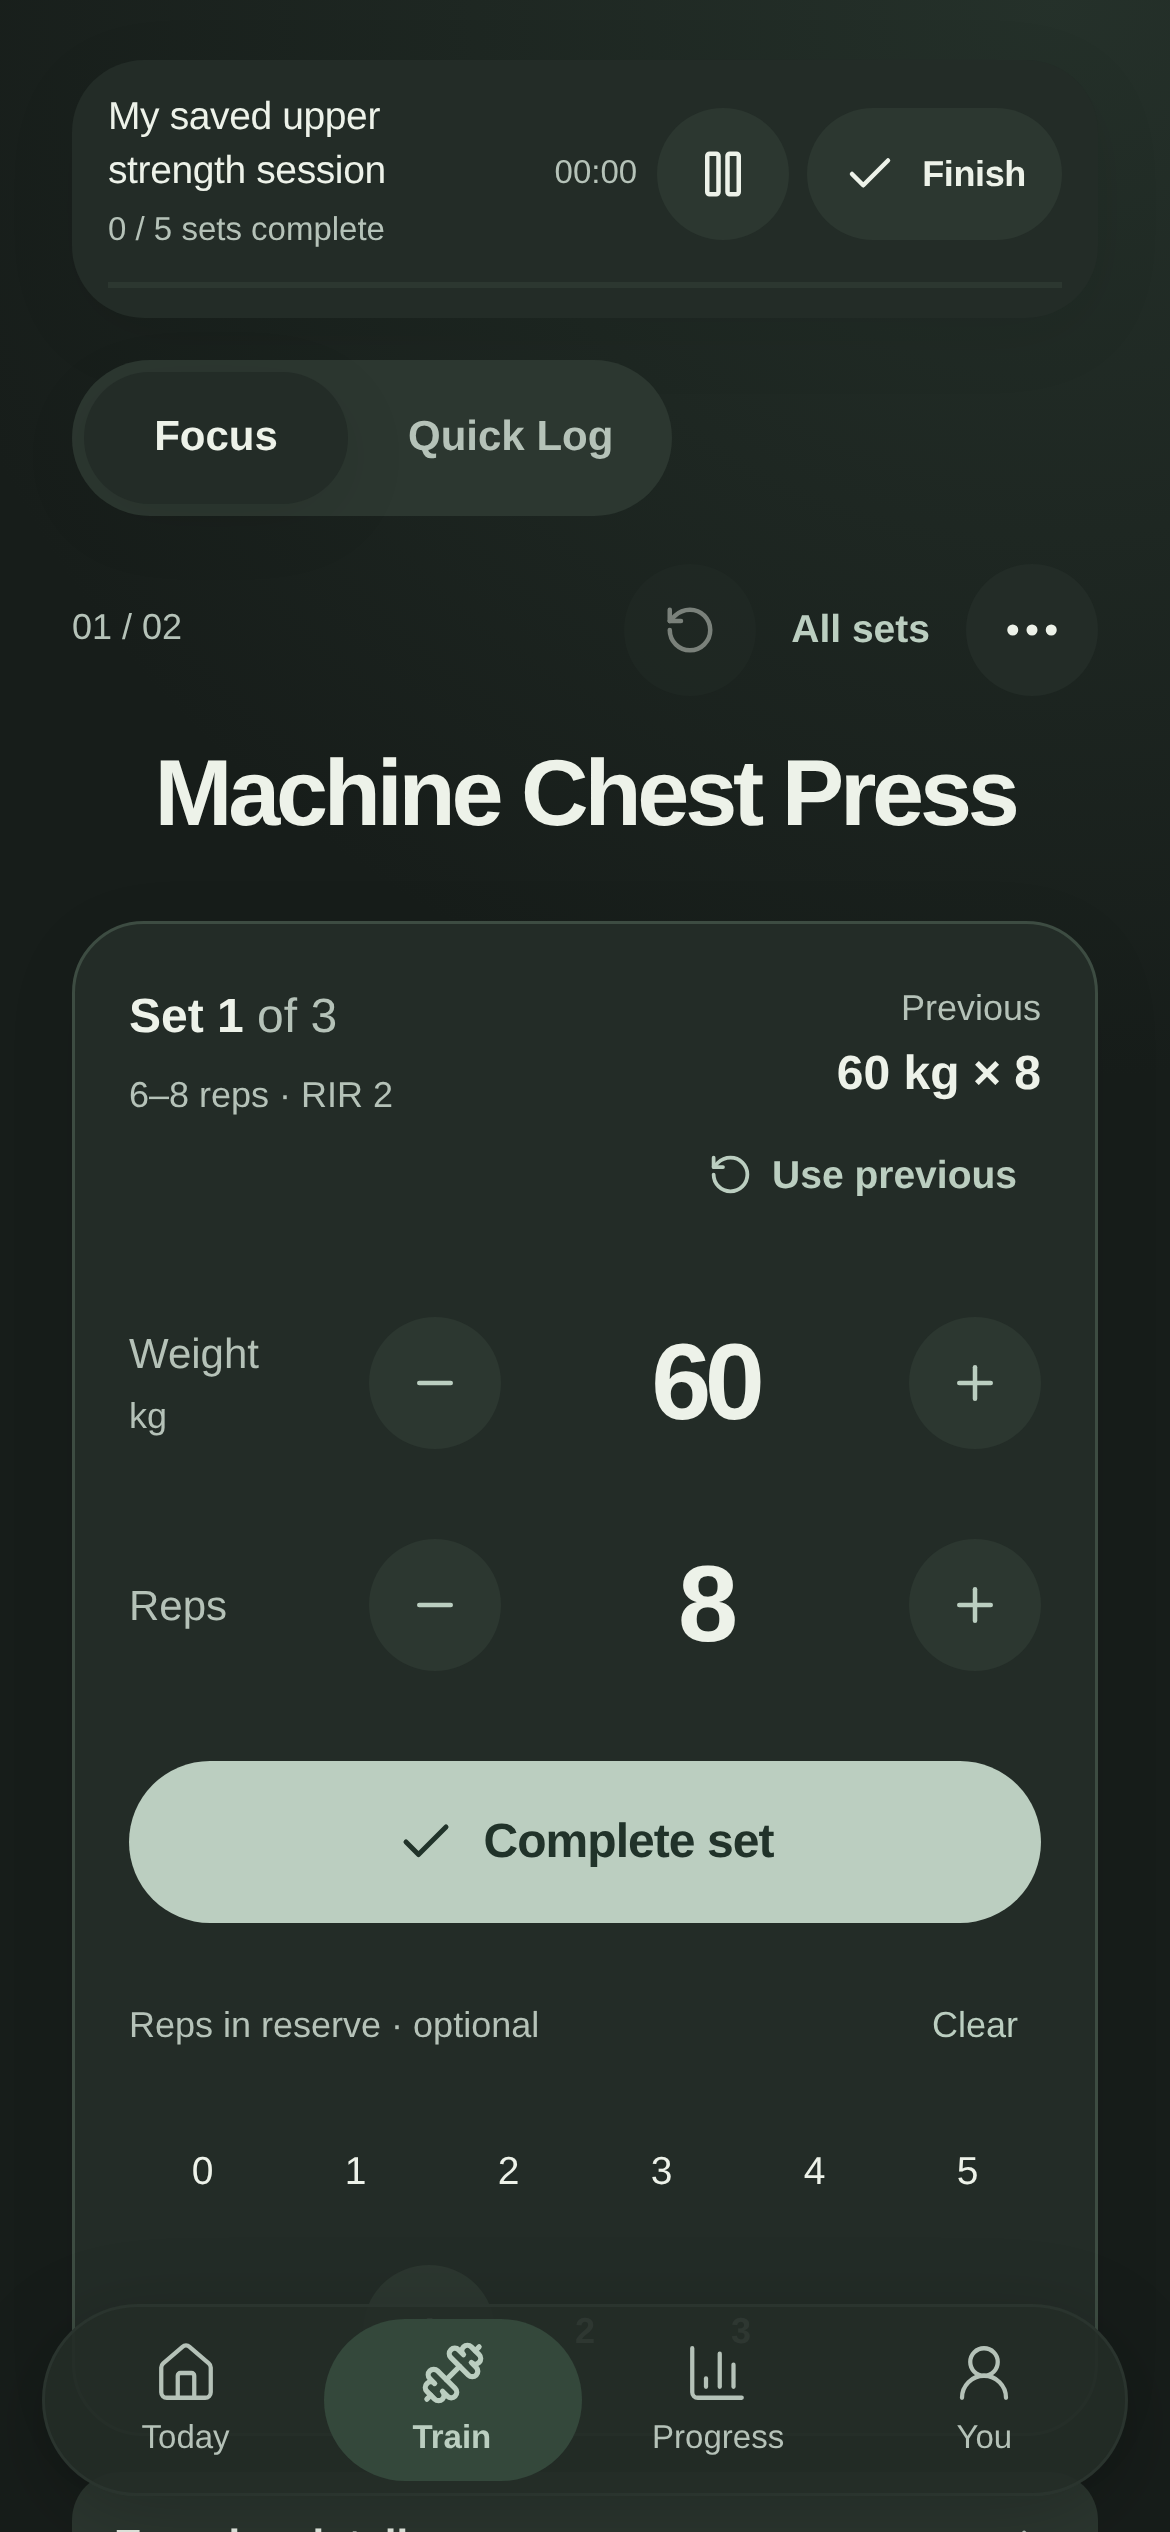 My saved upper
strength session
0 / 5 sets complete
00:00
Finish
Focus
Quick Log
01 / 02
All sets
Machine Chest Press
Set 1 of 3
6–8 reps · RIR 2
Previous
60 kg × 8
Use previous
Weight
kg
60
Reps
8
Complete set
Reps in reserve · optional
Clear
0 1 2 3 4 5
2 3
Today
Train
Progress
You